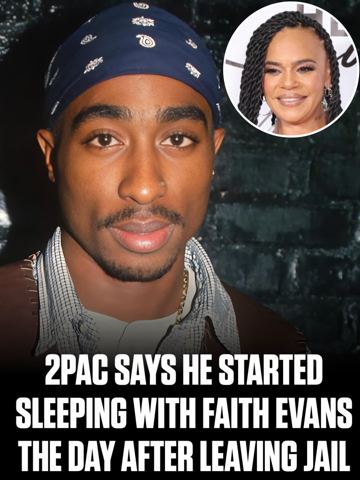 2PAC SAYS HE STARTED
SLEEPING WITH FAITH EVANS
THE DAY AFTER LEAVING JAIL